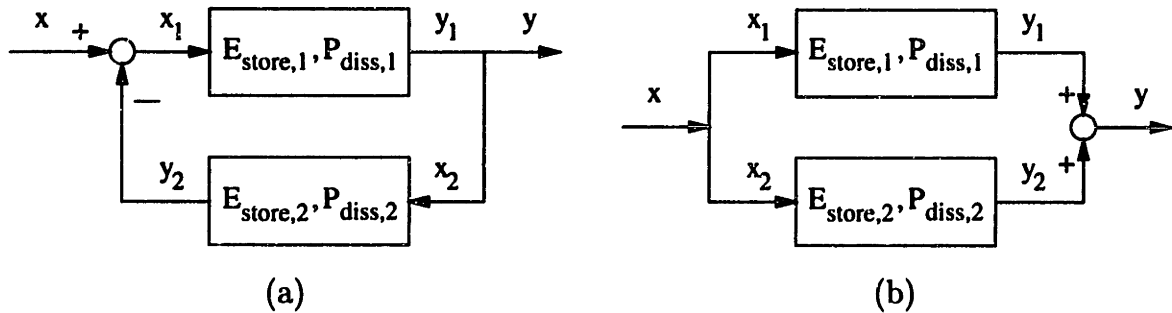 x + x₁ E_store,1, P_diss,1 y₁ y
−
y₂ E_store,2, P_diss,2 x₂
(a)
x x₁ E_store,1, P_diss,1 y₁ + y
x₂ E_store,2, P_diss,2 y₂ +
(b)